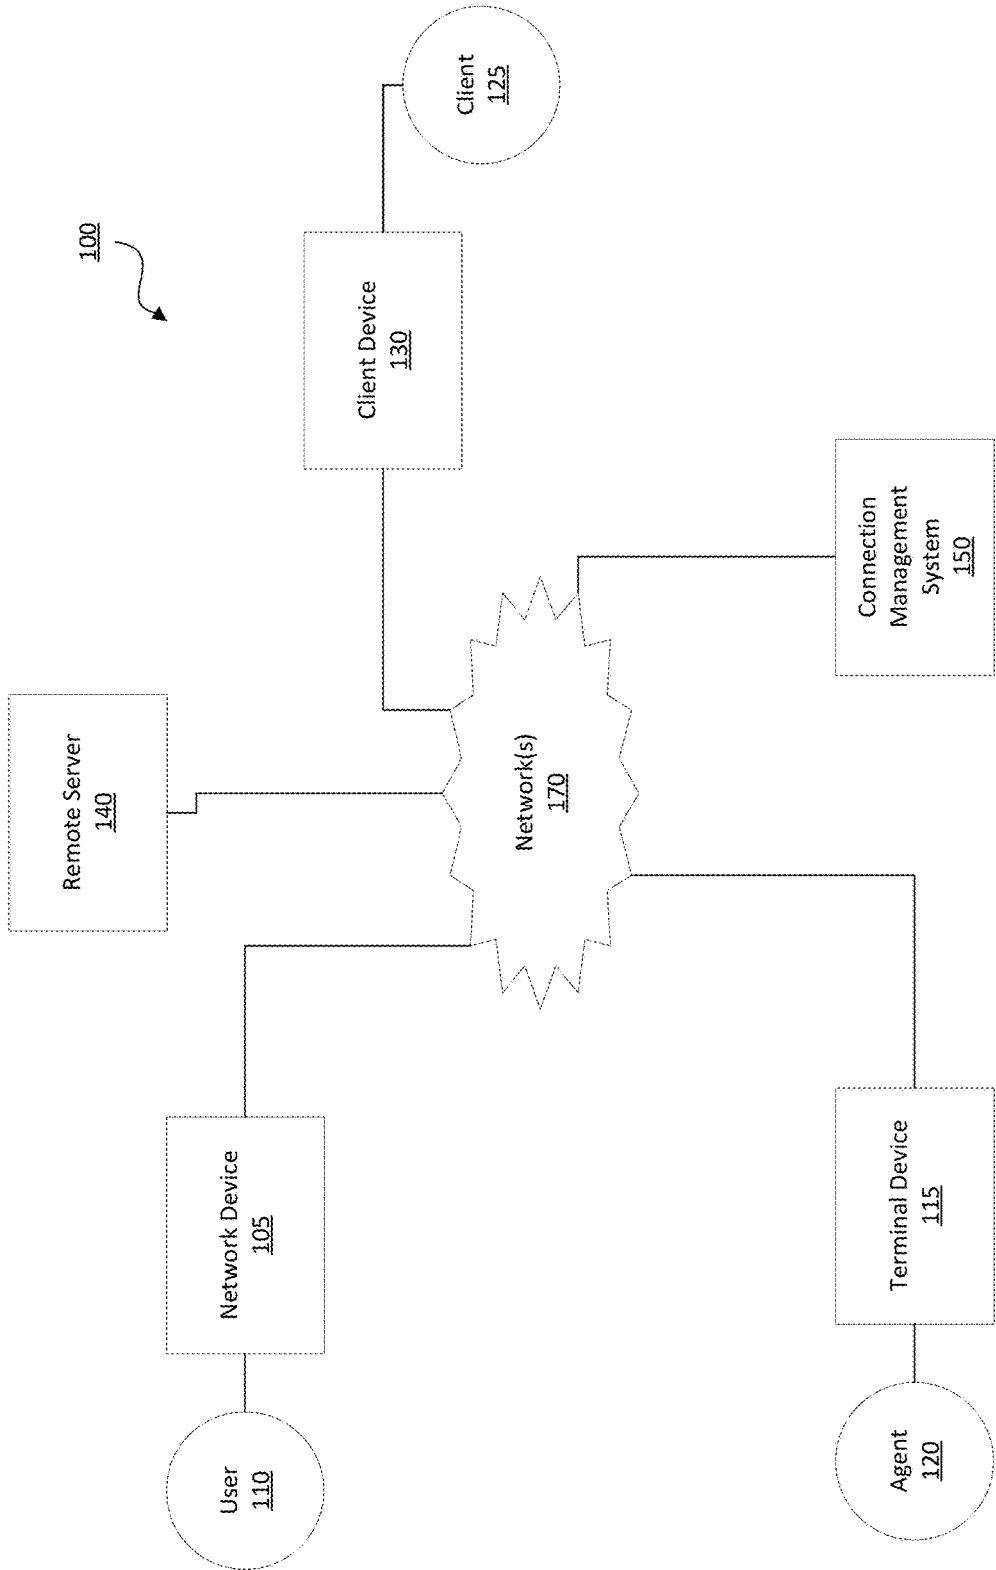 100
User
110
Network Device
105
Remote Server
140
Client Device
130
Client
125
Network(s)
170
Agent
120
Terminal Device
115
Connection
Management
System
150